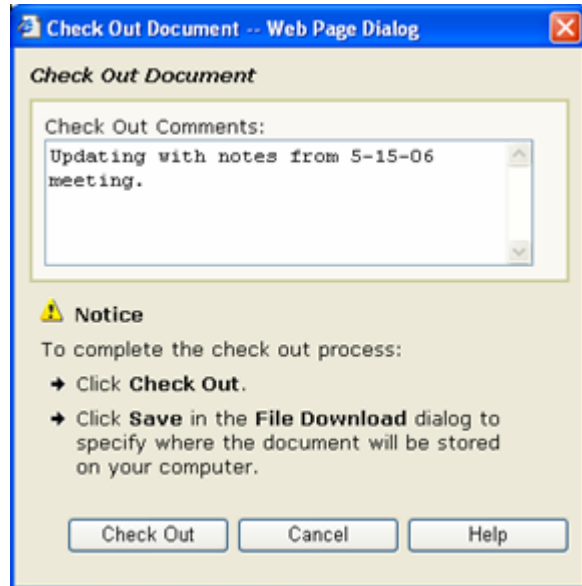 Check Out Document -- Web Page Dialog
Check Out Document
Check Out Comments:
Updating with notes from 5-15-06
meeting.
Notice
To complete the check out process:
Click Check Out.
Click Save in the File Download dialog to
specify where the document will be stored
on your computer.
Check Out Cancel Help